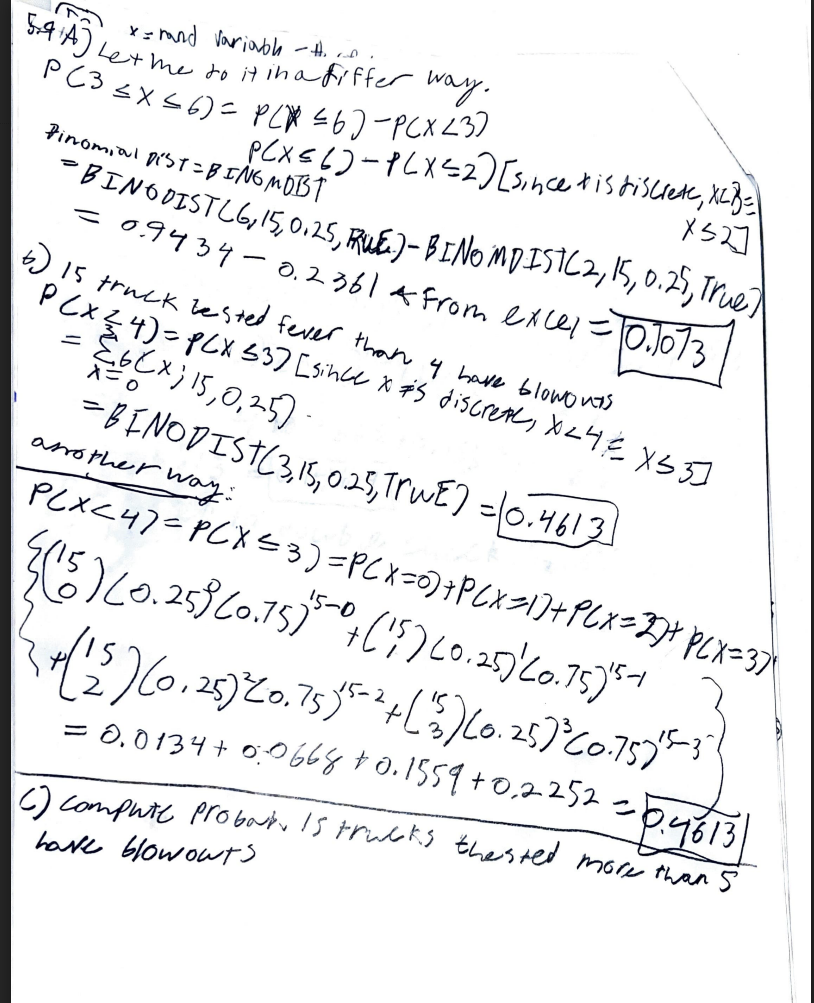 5.9 A) x = rand variabh - #.
Let me do it in a differ way.
P(3 ≤ X ≤ 6) = P(X ≤ 6) - P(X < 3)
P(X ≤ 6) - P(X ≤ 2) [since x is discrete, X<3 =
X ≤ 2]
Binomial DIST = BINOMDIST
= BINODIST(6, 15, 0.25, TRUE) - BINOMDIST(2, 15, 0.25, True)
= 0.9434 - 0.2361 ← From excel = 0.7073
b) 15 truck tested fever than 4 have blowouts
P(X < 4) = P(X ≤ 3) [since x is discrete, X<4 = X ≤ 3]
= 3Σx=0 b(x; 15, 0.25).
= BINODIST(3, 15, 0.25, TrWE) = 0.4613
another way:
P(X < 4) = P(X ≤ 3) = P(X=0) + P(X=1) + P(X=2) + P(X=3)
{(15 0) (0.25)⁰ (0.75)¹⁵⁻⁰ + (15 1) (0.25)¹ (0.75)¹⁵⁻¹
+ (15 2) (0.25)² (0.75)¹⁵⁻² + (15 3) (0.25)³ (0.75)¹⁵⁻³}
= 0.0134 + 0.0668 + 0.1559 + 0.2252 = 0.4613
C) compute probab. 15 trucks thested more than 5
have blowouts